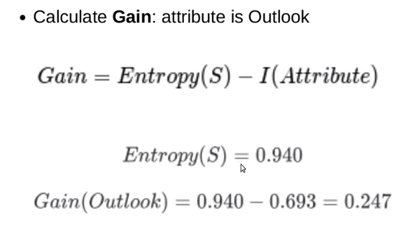 • Calculate Gain: attribute is Outlook
Gain = Entropy(S) − I(Attribute)
Entropy(S) = 0.940
Gain(Outlook) = 0.940 − 0.693 = 0.247